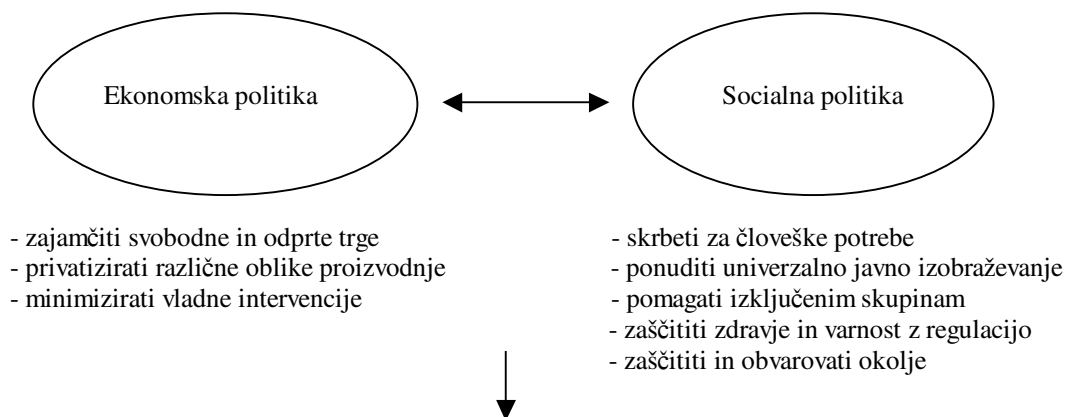 Ekonomska politika
Socialna politika
- zajamčiti svobodne in odprte trge
- privatizirati različne oblike proizvodnje
- minimizirati vladne intervencije
- skrbeti za človeške potrebe
- ponuditi univerzalno javno izobraževanje
- pomagati izključenim skupinam
- zaščititi zdravje in varnost z regulacijo
- zaščititi in obvarovati okolje